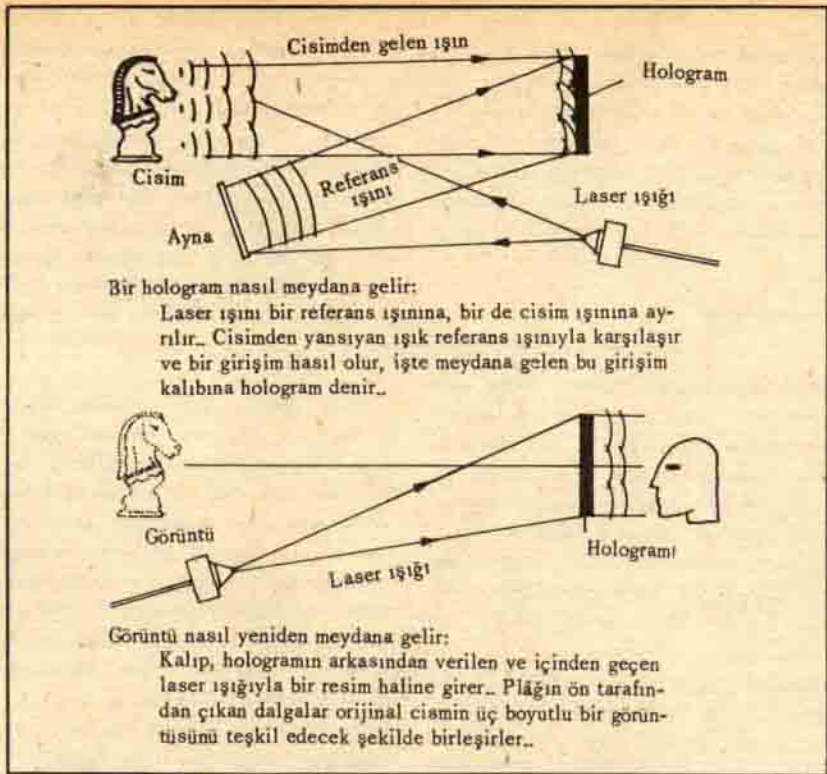 Cisimden gelen ışın
Hologram
Cisim
Referans
ışını
Laser ışığı
Ayna
Bir hologram nasıl meydana gelir:
Laser ışını bir referans ışınına, bir de cisim ışınına ay-
rılır.. Cisimden yansıyan ışık referans ışınıyla karşılaşır
ve bir girişim hasıl olur, işte meydana gelen bu girişim
kalıbına hologram denir..
Görüntü
Hologram
Laser ışığı
Görüntü nasıl yeniden meydana gelir:
Kalıp, hologramın arkasından verilen ve içinden geçen
laser ışığıyla bir resim haline girer.. Plâğın ön tarafın-
dan çıkan dalgalar orijinal cismin üç boyutlu bir görün-
tüsünü teşkil edecek şekilde birleşirler..